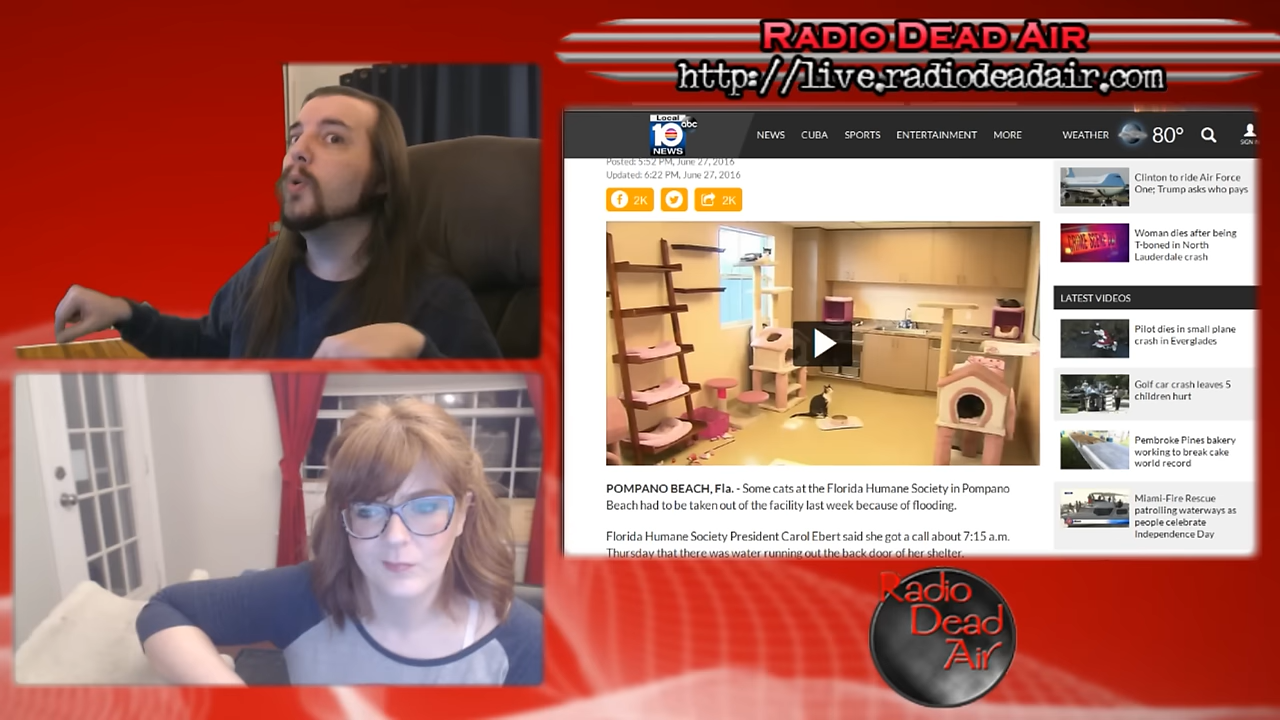 RADIO DEAD AIR
http://live.radiodeadair.com
Local
10
abc
NEWS
NEWS CUBA SPORTS ENTERTAINMENT MORE WEATHER 80°
Posted: 5:52 PM, June 27, 2016
Updated: 6:22 PM, June 27, 2016
2K
2K
POMPANO BEACH, Fla. - Some cats at the Florida Humane Society in Pompano
Beach had to be taken out of the facility last week because of flooding.
Florida Humane Society President Carol Ebert said she got a call about 7:15 a.m.
Thursday that there was water running out the back door of her shelter.
Clinton to ride Air Force
One; Trump asks who pays
Woman dies after being
T-boned in North
Lauderdale crash
LATEST VIDEOS
Pilot dies in small plane
crash in Everglades
Golf car crash leaves 5
children hurt
Pembroke Pines bakery
working to break cake
world record
Miami-Fire Rescue
patrolling waterways as
people celebrate
Independence Day
Radio
Dead
Air